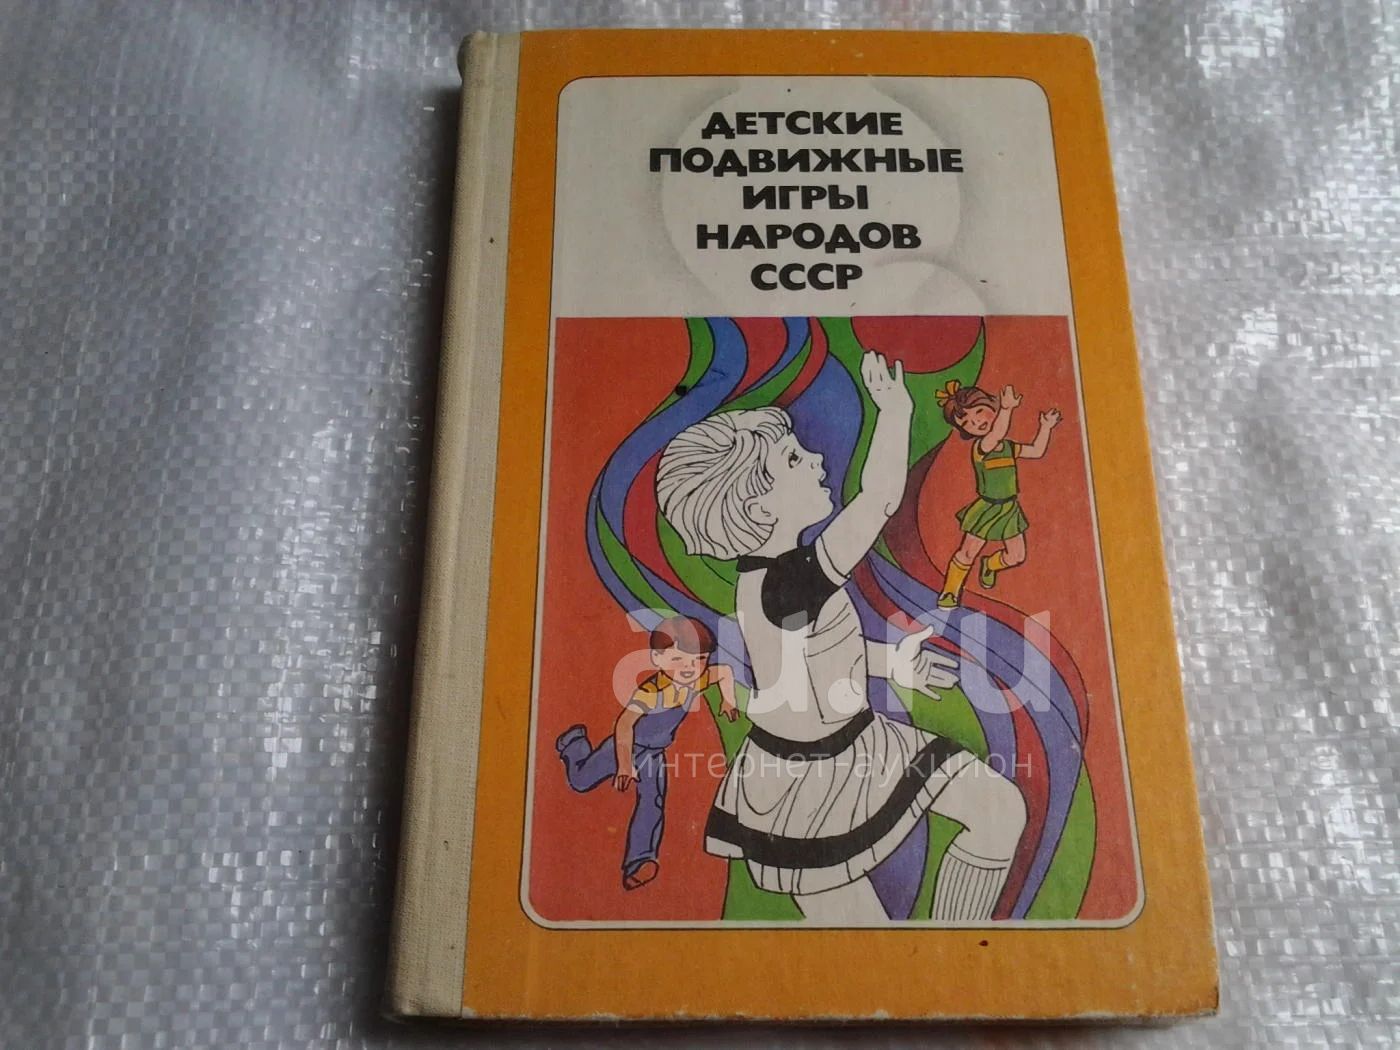 ДЕТСКИЕ
ПОДВИЖНЫЕ
ИГРЫ
НАРОДОВ
СССР
au.ru
интернет-аукцион